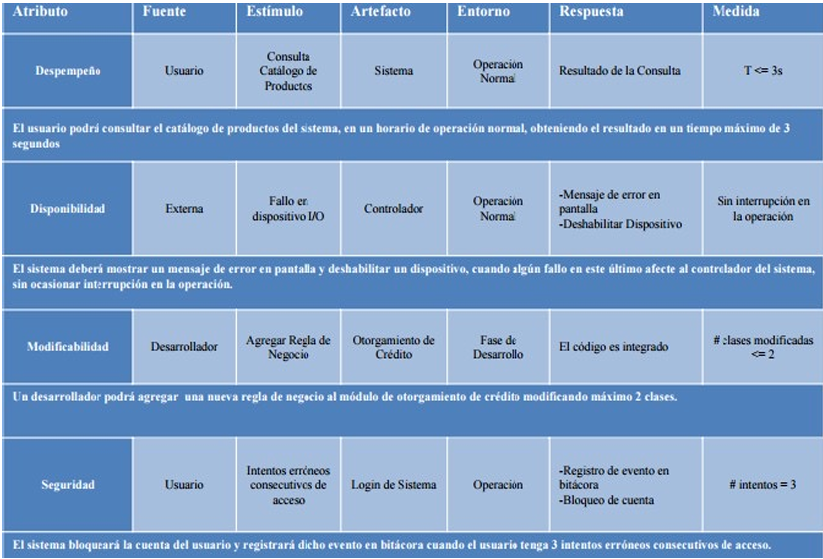 Atributo Fuente Estímulo Artefacto Entorno Respuesta Medida
Despempeño
Usuario
Consulta
Catálogo de
Productos
Sistema
Operación
Normal
Resultado de la Consulta
T <= 3s
El usuario podrá consultar el catálogo de productos del sistema, en un horario de operación normal, obteniendo el resultado en un tiempo máximo de 3
segundos
Disponibilidad
Externa
Fallo en
dispositivo I/O
Controlador
Operación
Normal
-Mensaje de error en
pantalla
-Deshabilitar Dispositivo
Sin interrupción en
la operación
El sistema deberá mostrar un mensaje de error en pantalla y deshabilitar un dispositivo, cuando algún fallo en este último afecte al controlador del sistema,
sin ocasionar interrupción en la operación.
Modificabilidad
Desarrollador
Agregar Regla de
Negocio
Otorgamiento de
Crédito
Fase de
Desarrollo
El código es integrado
# clases modificadas
<= 2
Un desarrollador podrá agregar una nueva regla de negocio al módulo de otorgamiento de crédito modificando máximo 2 clases.
Seguridad
Usuario
Intentos erróneos
consecutivos de
acceso
Login de Sistema
Operación
-Registro de evento en
bitácora
-Bloqueo de cuenta
# intentos = 3
El sistema bloqueará la cuenta del usuario y registrará dicho evento en bitácora cuando el usuario tenga 3 intentos erróneos consecutivos de acceso.